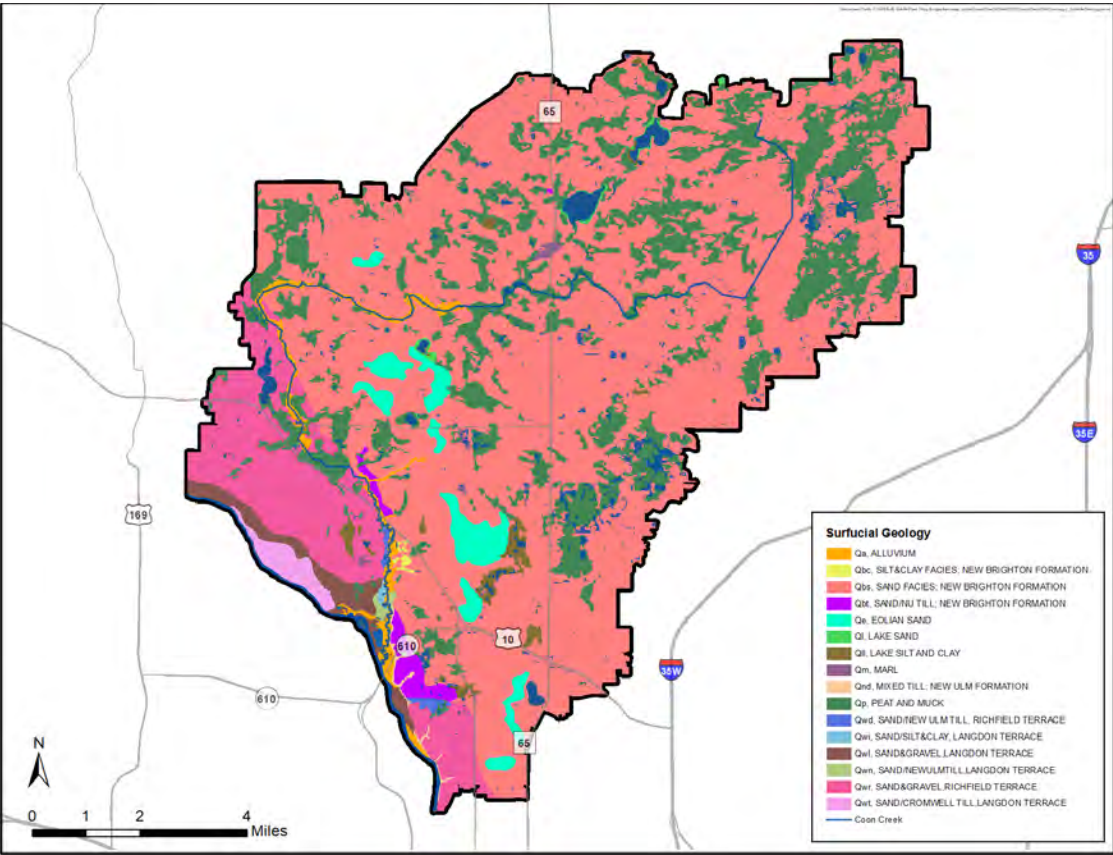 65
35
35E
169
Surfucial Geology
Qa, ALLUVIUM
Qbc, SILT&CLAY FACIES; NEW BRIGHTON FORMATION
Qbs, SAND FACIES; NEW BRIGHTON FORMATION
Qbt, SAND/NU TILL; NEW BRIGHTON FORMATION
Qe, EOLIAN SAND
Ql, LAKE SAND
Qll, LAKE SILT AND CLAY
Qm, MARL
Qnd, MIXED TILL; NEW ULM FORMATION
Qp, PEAT AND MUCK
Qwd, SAND/NEW ULM TILL, RICHFIELD TERRACE
Qwi, SAND/SILT&CLAY, LANGDON TERRACE
Qwl, SAND&GRAVEL,LANGDON TERRACE
Qwn, SAND/NEWULMTILL,LANGDON TERRACE
Qwr, SAND&GRAVEL,RICHFIELD TERRACE
Qwt, SAND/CROMWELL TILL,LANGDON TERRACE
Coon Creek
10
610
35W
610
65
N
0 1 2 4
Miles